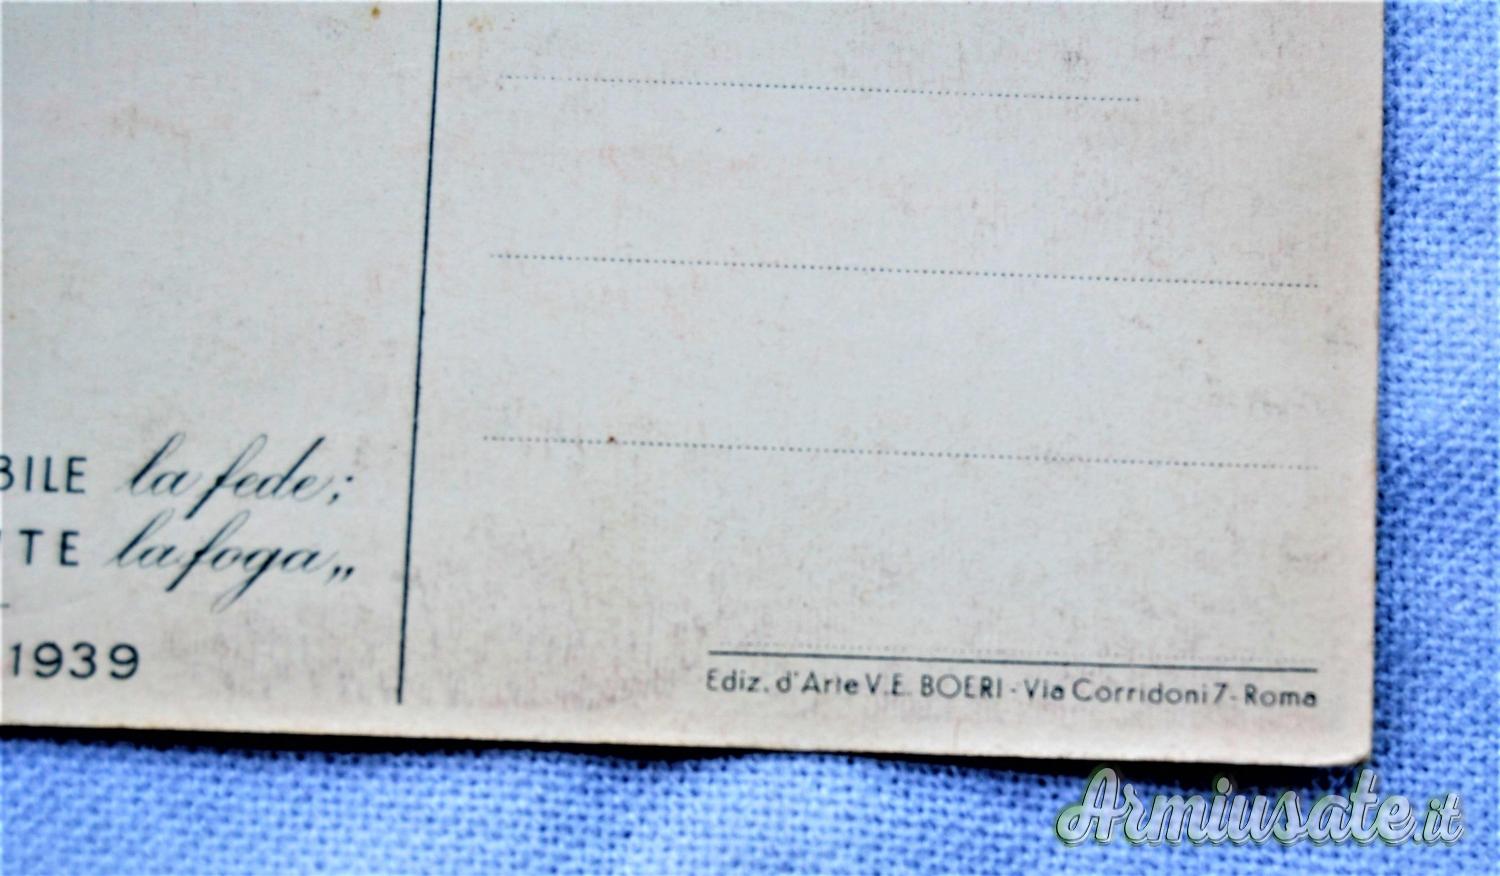 BILE la fede;
TE la foga„
1939
Ediz. d'Arte V.E. BOERI - Via Corridoni 7 - Roma
Armiusate.it